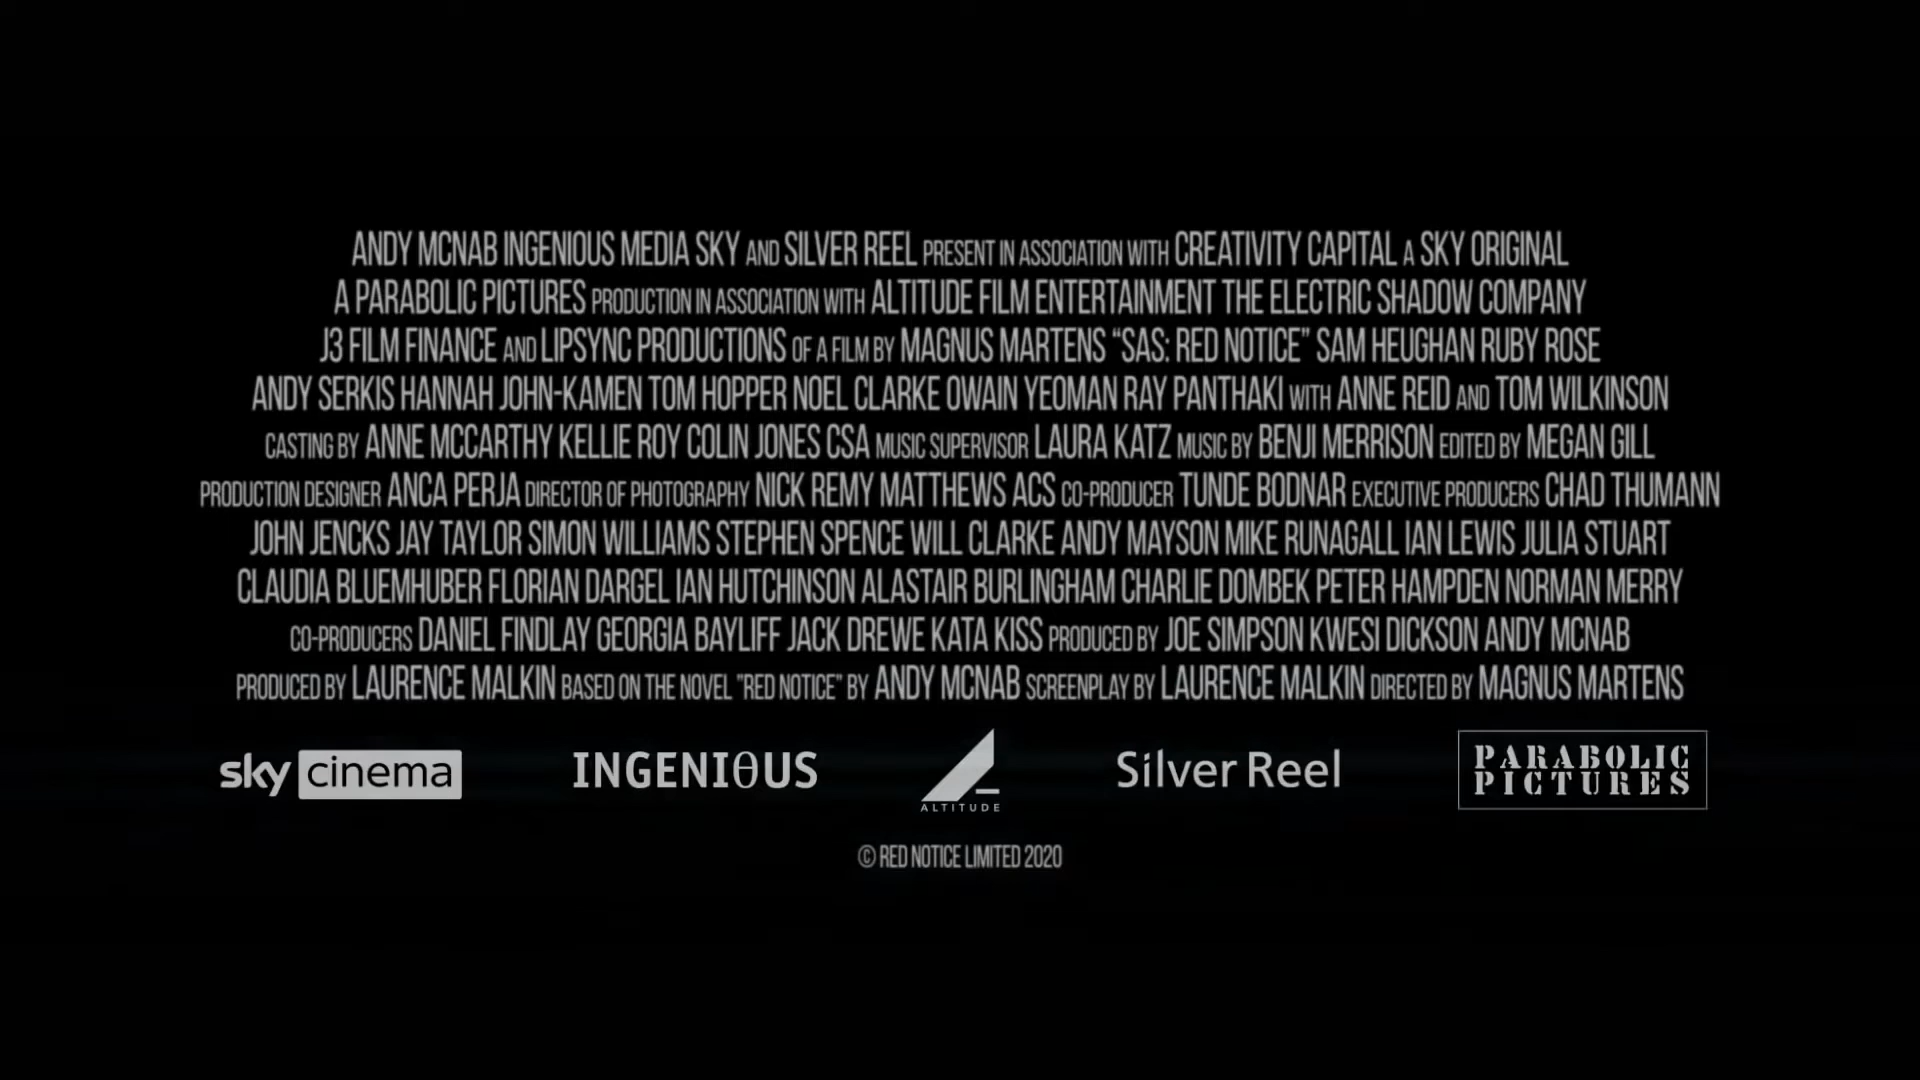 ANDY MCNAB INGENIOUS MEDIA SKY AND SILVER REEL PRESENT IN ASSOCIATION WITH CREATIVITY CAPITAL A SKY ORIGINAL
A PARABOLIC PICTURES PRODUCTION IN ASSOCIATION WITH ALTITUDE FILM ENTERTAINMENT THE ELECTRIC SHADOW COMPANY
J3 FILM FINANCE AND LIPSYNC PRODUCTIONS OF A FILM BY MAGNUS MARTENS “SAS: RED NOTICE” SAM HEUGHAN RUBY ROSE
ANDY SERKIS HANNAH JOHN-KAMEN TOM HOPPER NOEL CLARKE OWAIN YEOMAN RAY PANTHAKI WITH ANNE REID AND TOM WILKINSON
CASTING BY ANNE MCCARTHY KELLIE ROY COLIN JONES CSA MUSIC SUPERVISOR LAURA KATZ MUSIC BY BENJI MERRISON EDITED BY MEGAN GILL
PRODUCTION DESIGNER ANCA PERJA DIRECTOR OF PHOTOGRAPHY NICK REMY MATTHEWS ACS CO-PRODUCER TUNDE BODNAR EXECUTIVE PRODUCERS CHAD THUMANN
JOHN JENCKS JAY TAYLOR SIMON WILLIAMS STEPHEN SPENCE WILL CLARKE ANDY MAYSON MIKE RUNAGALL IAN LEWIS JULIA STUART
CLAUDIA BLUEMHUBER FLORIAN DARGEL IAN HUTCHINSON ALASTAIR BURLINGHAM CHARLIE DOMBEK PETER HAMPDEN NORMAN MERRY
CO-PRODUCERS DANIEL FINDLAY GEORGIA BAYLIFF JACK DREWE KATA KISS PRODUCED BY JOE SIMPSON KWESI DICKSON ANDY MCNAB
PRODUCED BY LAURENCE MALKIN BASED ON THE NOVEL "RED NOTICE" BY ANDY MCNAB SCREENPLAY BY LAURENCE MALKIN DIRECTED BY MAGNUS MARTENS
sky cinema
INGENIOUS
ALTITUDE
Silver Reel
PARABOLIC
PICTURES
© RED NOTICE LIMITED 2020